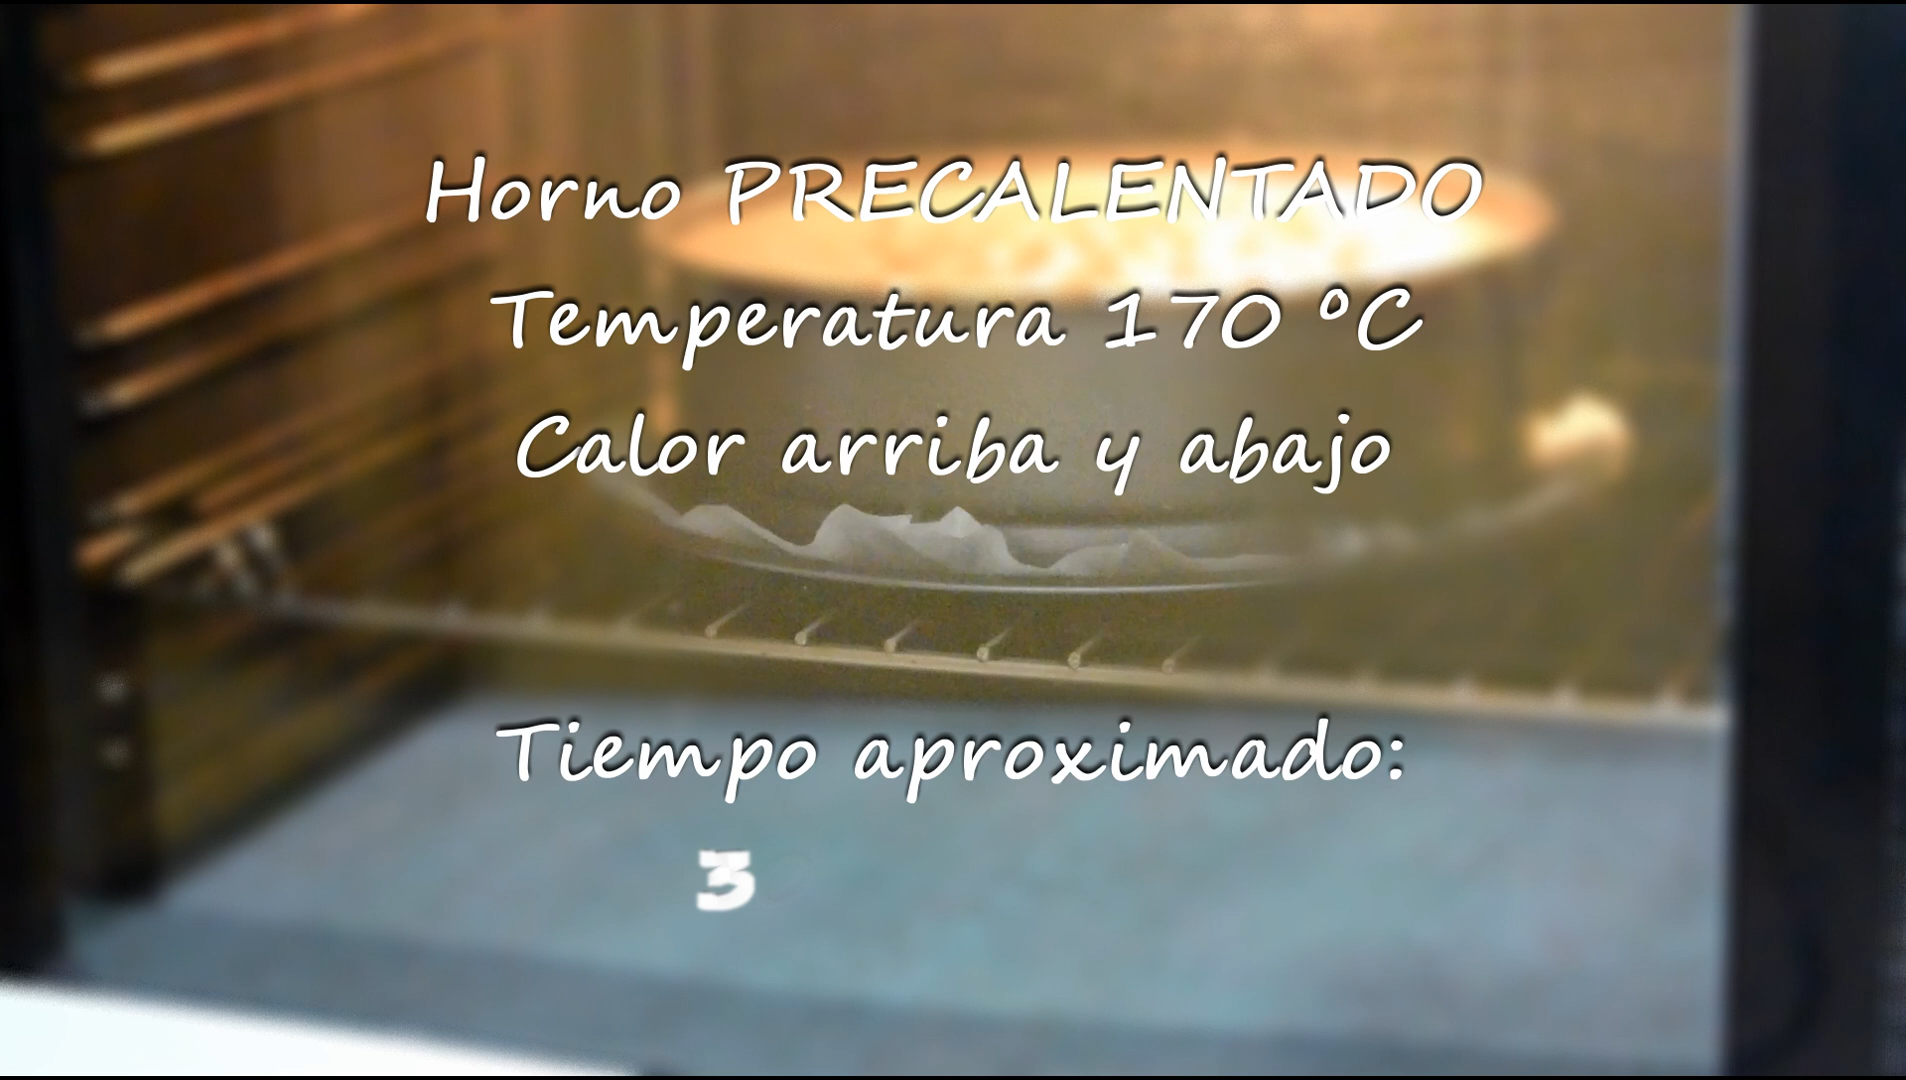 Horno PRECALENTADO
Temperatura 170 ºC
Calor arriba y abajo
Tiempo aproximado:
3